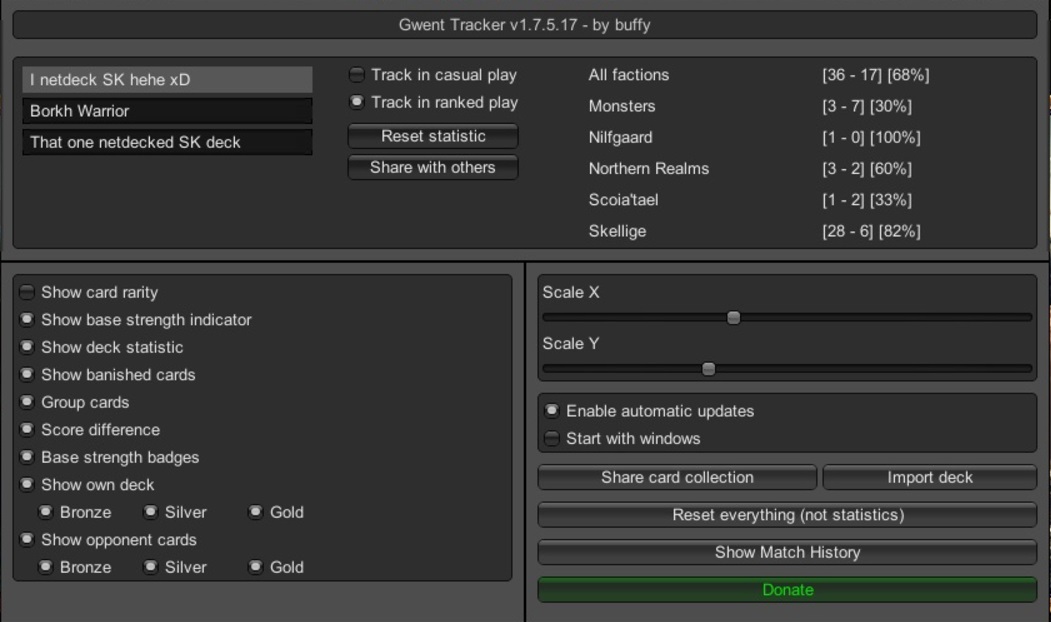 Gwent Tracker v1.7.5.17 - by buffy
I netdeck SK hehe xD
Borkh Warrior
That one netdecked SK deck
Track in casual play
Track in ranked play
Reset statistic
Share with others
All factions [36 - 17] [68%]
Monsters [3 - 7] [30%]
Nilfgaard [1 - 0] [100%]
Northern Realms [3 - 2] [60%]
Scoia'tael [1 - 2] [33%]
Skellige [28 - 6] [82%]
Show card rarity
Show base strength indicator
Show deck statistic
Show banished cards
Group cards
Score difference
Base strength badges
Show own deck
Bronze Silver Gold
Show opponent cards
Bronze Silver Gold
Scale X
Scale Y
Enable automatic updates
Start with windows
Share card collection Import deck
Reset everything (not statistics)
Show Match History
Donate